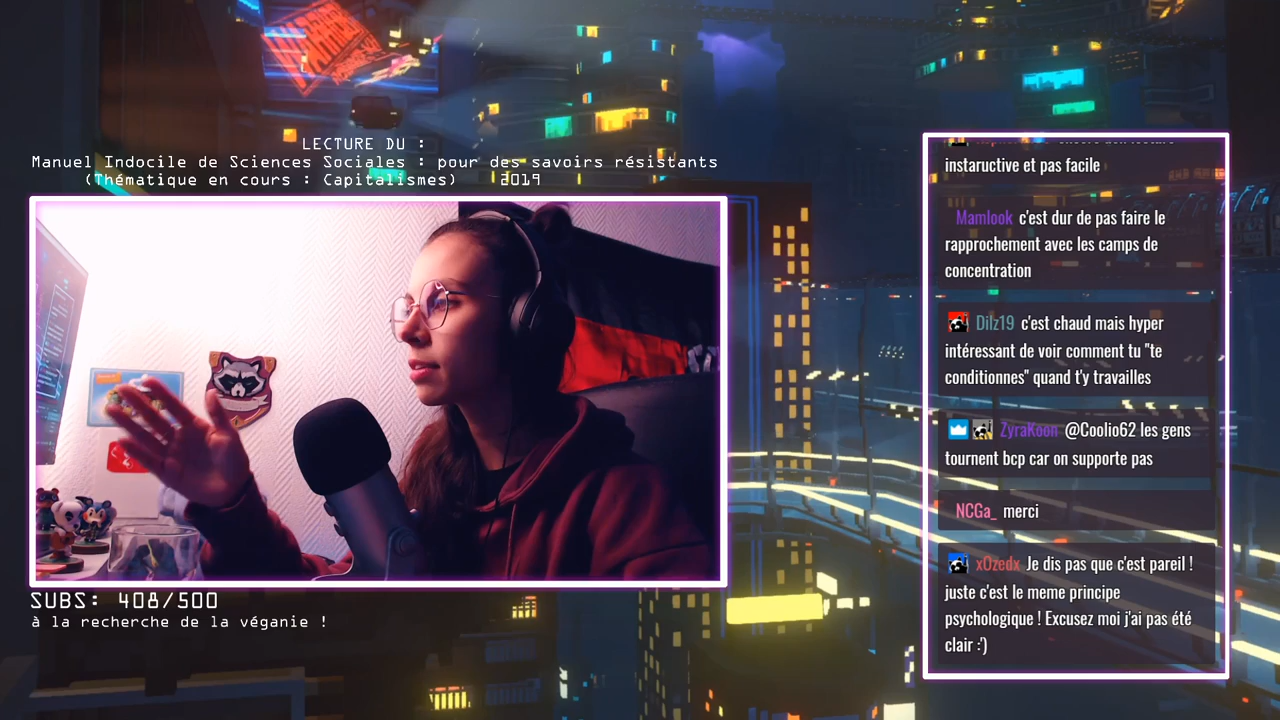 LECTURE DU :
Manuel Indocile de Sciences Sociales : pour des savoirs résistants
(Thématique en cours : Capitalismes) 2019
instaructive et pas facile
Mamlook c'est dur de pas faire le
rapprochement avec les camps de
concentration
Dilz19 c'est chaud mais hyper
intéressant de voir comment tu "te
conditionnes" quand t'y travailles
ZyraKoon @Coolio62 les gens
tournent bcp car on supporte pas
NCGa_ merci
xOzedx Je dis pas que c'est pareil !
juste c'est le meme principe
psychologique ! Excusez moi j'ai pas été
clair :')
SUBS: 408/500
à la recherche de la véganie !